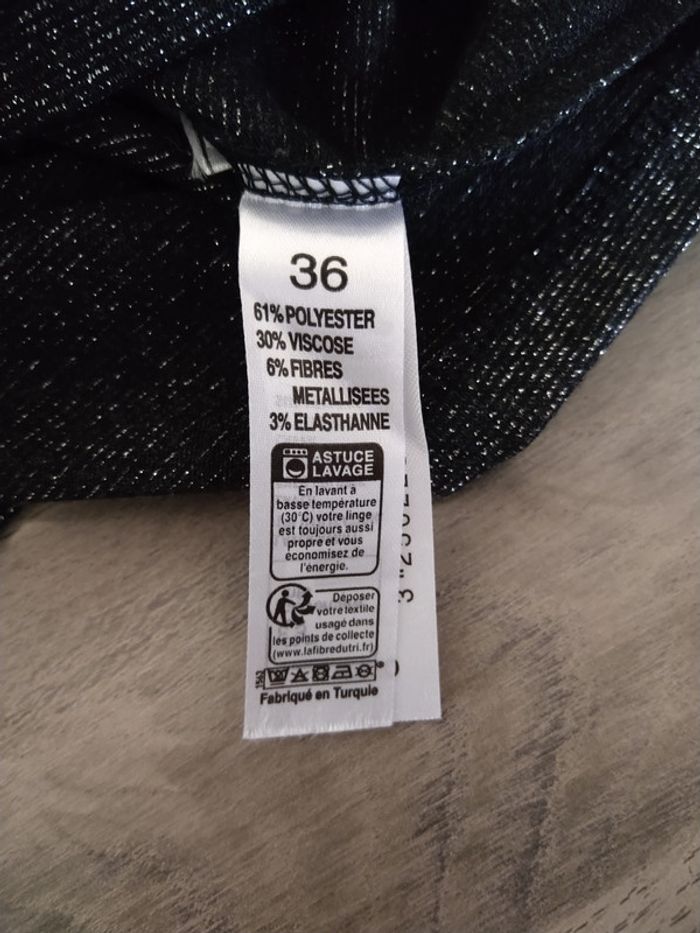 36
61% POLYESTER
30% VISCOSE
6% FIBRES
METALLISEES
3% ELASTHANNE
ASTUCE
LAVAGE
En lavant à
basse température
(30°C) votre linge
est toujours aussi
propre et vous
économisez de
l'énergie.
Déposer
votre textile
usagé dans
les points de collecte
(www.lafibredutri.fr)
1563
Fabriqué en Turquie